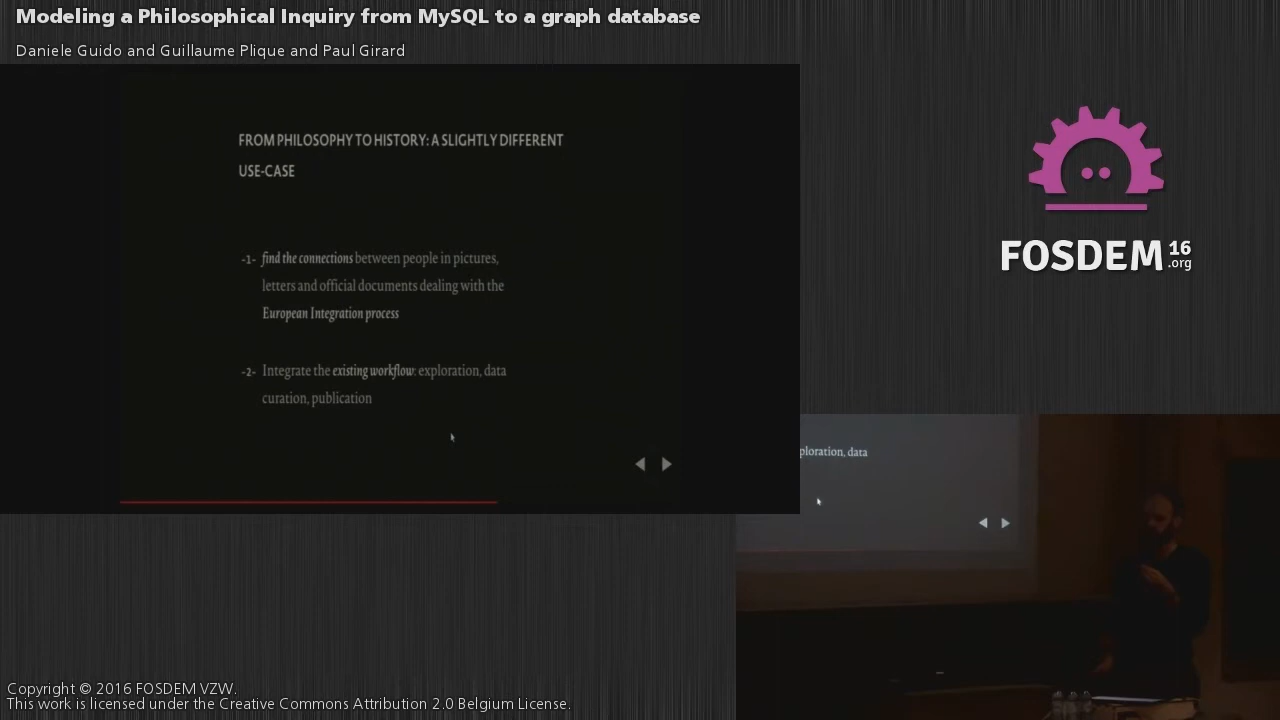 Modeling a Philosophical Inquiry from MySQL to a graph database
Daniele Guido and Guillaume Plique and Paul Girard
FROM PHILOSOPHY TO HISTORY: A SLIGHTLY DIFFERENT
USE-CASE
-1- find the connections between people in pictures,
letters and official documents dealing with the
European Integration process
-2- Integrate the existing workflow: exploration, data
curation, publication
FOSDEM 16
.org
ploration, data
Copyright © 2016 FOSDEM VZW.
This work is licensed under the Creative Commons Attribution 2.0 Belgium License.